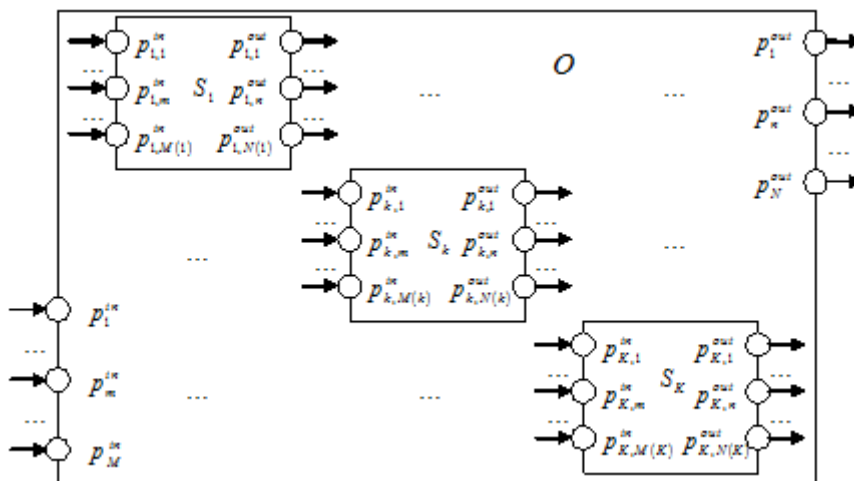 p_{1,1}^{in} p_{1,1}^{out} O p_1^{out}
... ... ... ... ...
p_{1,m}^{in} S_1 p_{1,n}^{out} p_n^{out}
... ... ...
p_{1,M(1)}^{in} p_{1,N(1)}^{out} p_N^{out}
p_{k,1}^{in} p_{k,1}^{out}
... ...
p_{k,m}^{in} S_k p_{k,n}^{out} ...
... ... ...
p_{k,M(k)}^{in} p_{k,N(k)}^{out}
p_1^{in}
p_{K,1}^{in} p_{K,1}^{out}
... ... ...
p_m^{in} ... ... p_{K,m}^{in} S_K p_{K,n}^{out}
... ... ...
p_M^{in} p_{K,M(K)}^{in} p_{K,N(K)}^{out}